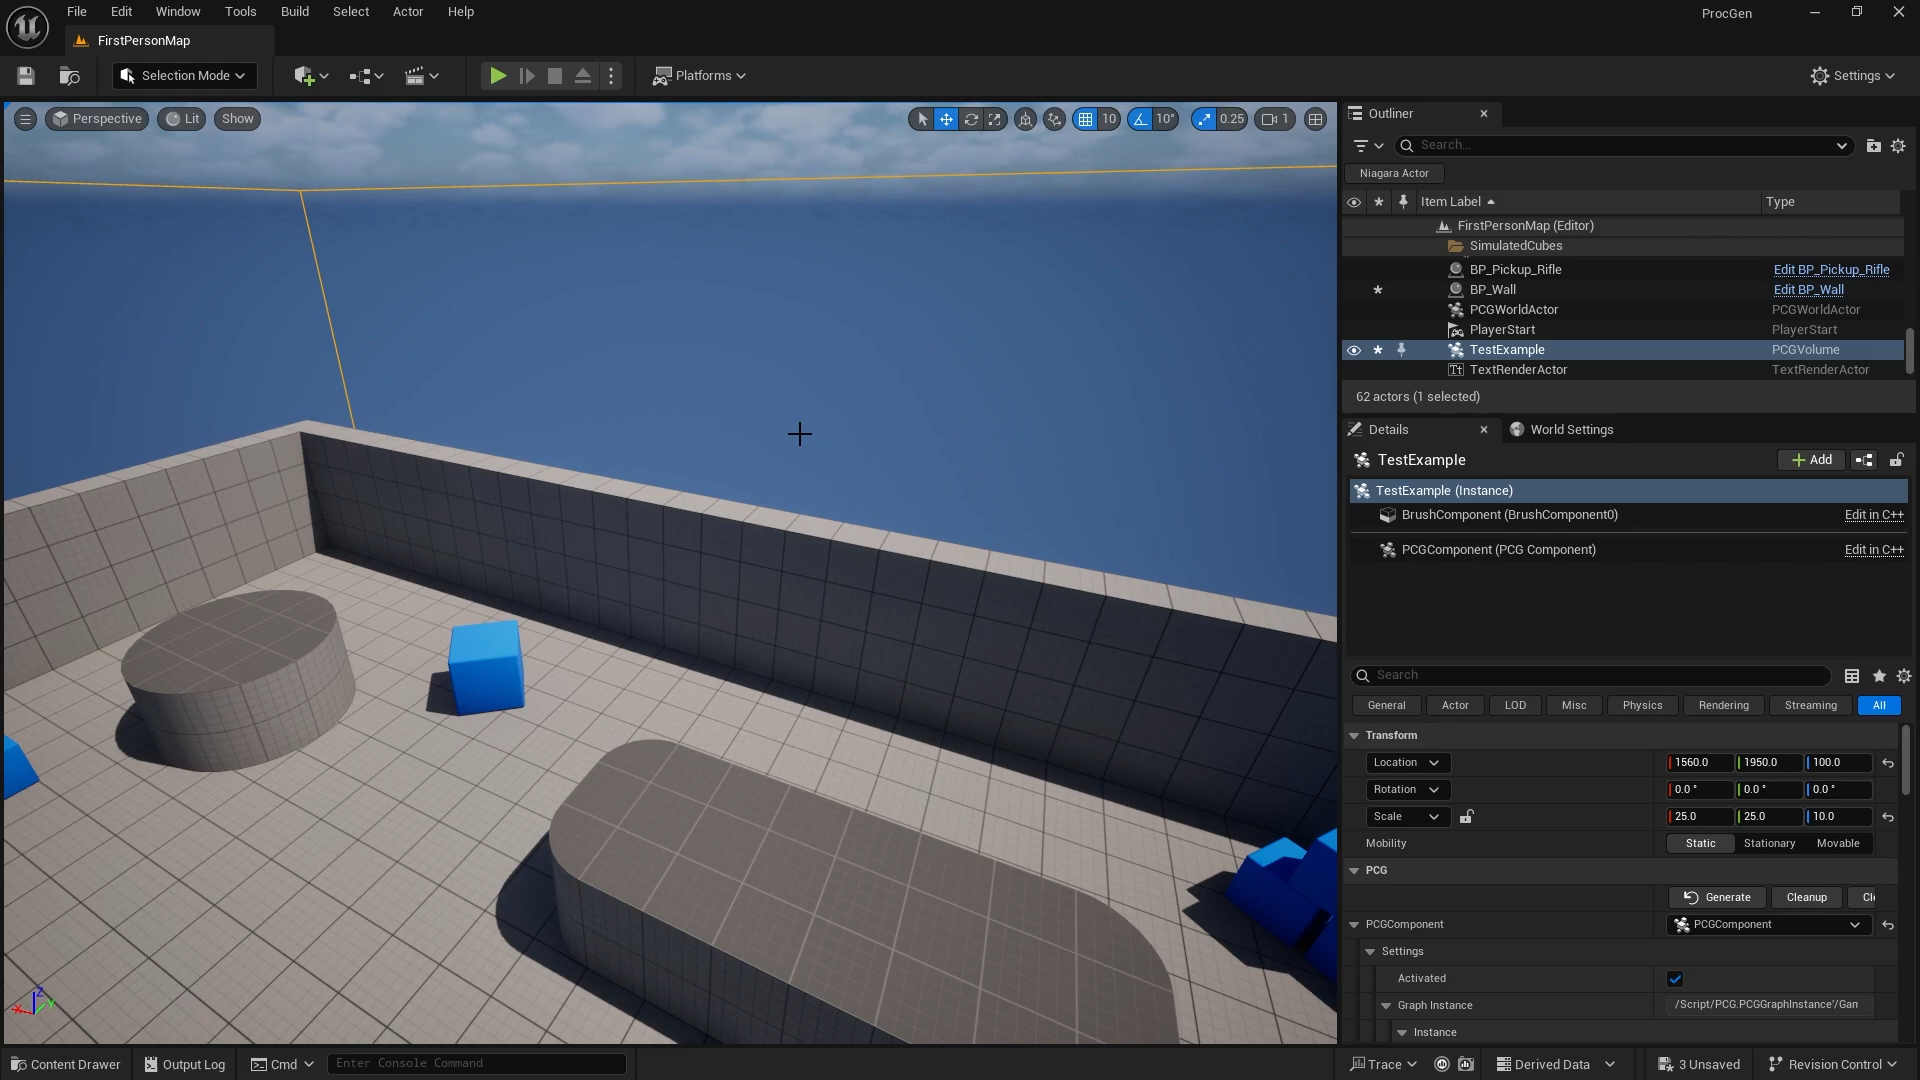 File Edit Window Tools Build Select Actor Help
ProcGen
FirstPersonMap
Selection Mode
Platforms
Settings
Perspective Lit Show
10 10° 0.25 1
Outliner
Search...
Niagara Actor
Item Label Type
FirstPersonMap (Editor)
SimulatedCubes
BP_Pickup_Rifle Edit BP_Pickup_Rifle
BP_Wall Edit BP_Wall
PCGWorldActor PCGWorldActor
PlayerStart PlayerStart
TestExample PCGVolume
TextRenderActor TextRenderActor
62 actors (1 selected)
Details World Settings
TestExample Add
TestExample (Instance)
BrushComponent (BrushComponent0) Edit in C++
PCGComponent (PCG Component) Edit in C++
Search
General Actor LOD Misc Physics Rendering Streaming All
Transform
Location 1560.0 1950.0 100.0
Rotation 0.0 ° 0.0 ° 0.0 °
Scale 25.0 25.0 10.0
Mobility Static Stationary Movable
PCG
Generate Cleanup Cl
PCGComponent PCGComponent
Settings
Activated
Graph Instance /Script/PCG.PCGGraphInstance'/Gam
Instance
X Y Z
Content Drawer Output Log Cmd Enter Console Command Trace Derived Data 3 Unsaved Revision Control